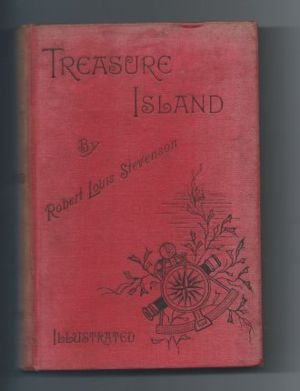 TREASURE
ISLAND
By
Robert Louis Stevenson
ILLUSTRATED